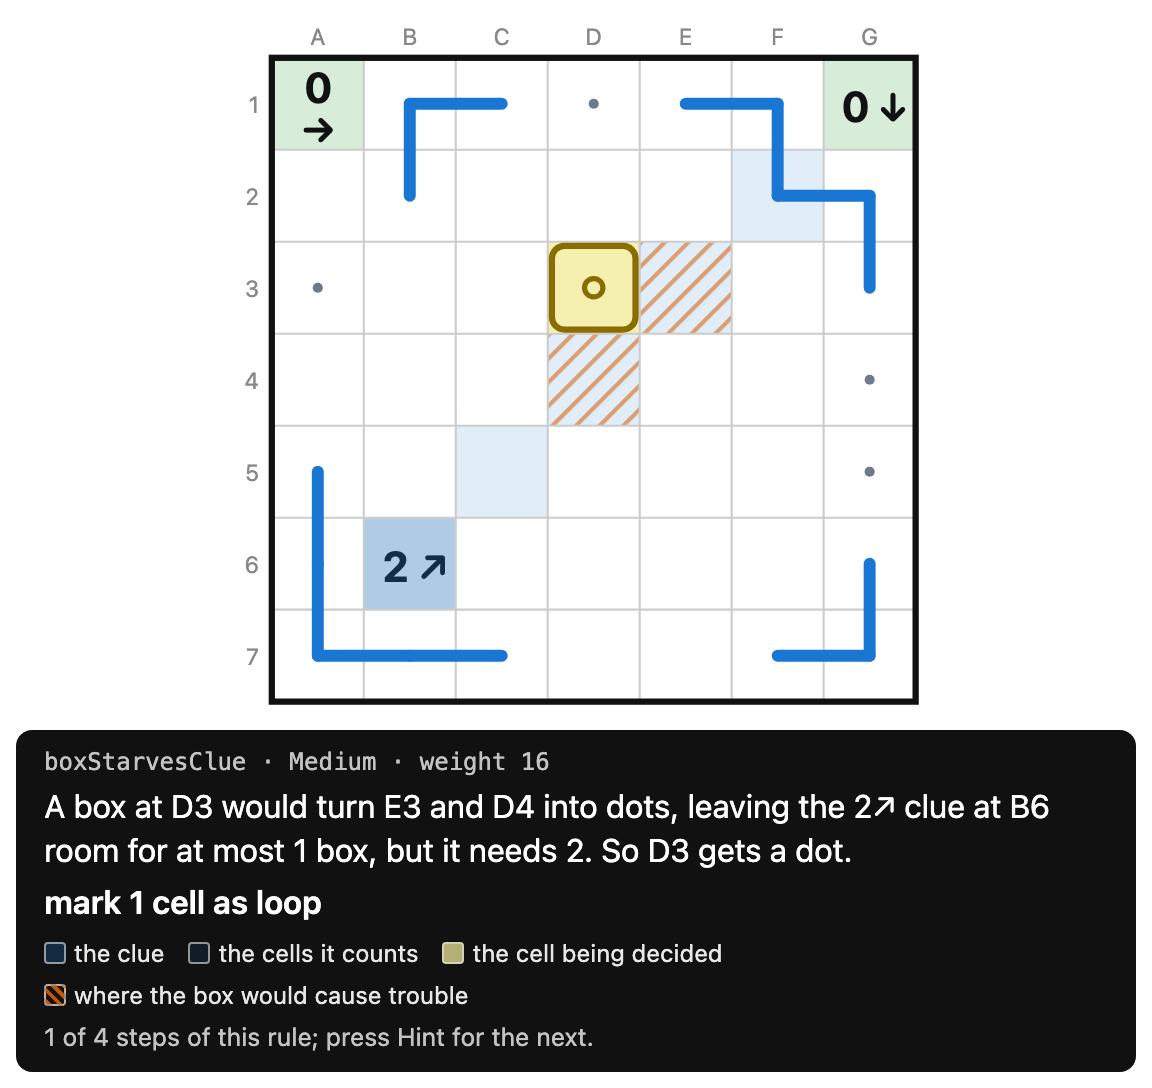 A B C D E F G
1 0 → 0 ↓
2
3
4
5
6 2 ↗
7
boxStarvesClue · Medium · weight 16
A box at D3 would turn E3 and D4 into dots, leaving the 2↗ clue at B6
room for at most 1 box, but it needs 2. So D3 gets a dot.
mark 1 cell as loop
the clue the cells it counts the cell being decided
where the box would cause trouble
1 of 4 steps of this rule; press Hint for the next.